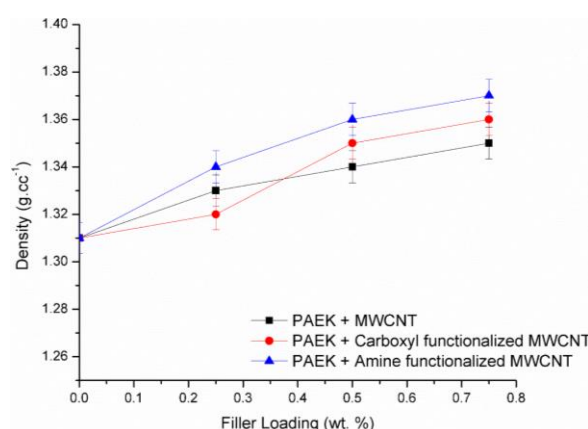 1.40
1.38
1.36
1.34
1.32
1.30
1.28
1.26
Density (g.cc-1)
PAEK + MWCNT
PAEK + Carboxyl functionalized MWCNT
PAEK + Amine functionalized MWCNT
0.0 0.1 0.2 0.3 0.4 0.5 0.6 0.7 0.8
Filler Loading (wt. %)